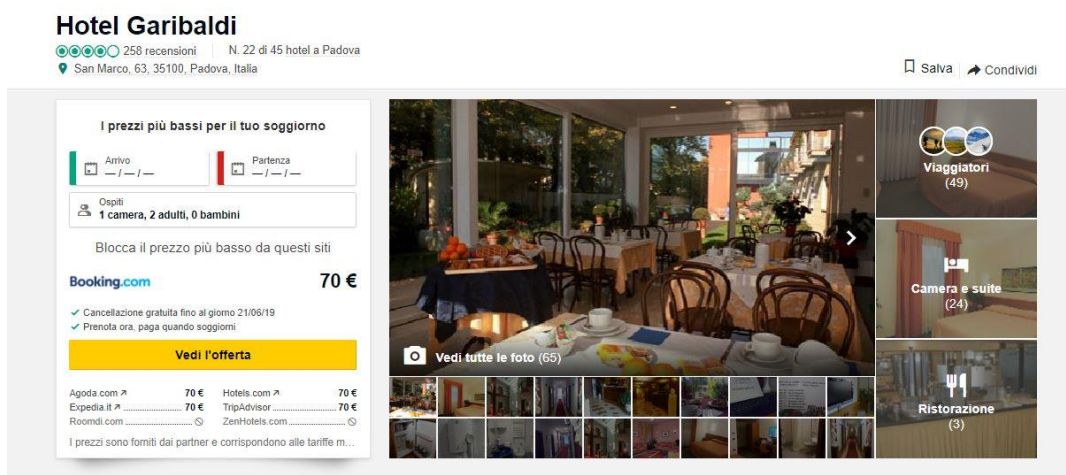 Hotel Garibaldi
258 recensioni N. 22 di 45 hotel a Padova
San Marco, 63, 35100, Padova, Italia
Salva Condividi
I prezzi più bassi per il tuo soggiorno
Arrivo
— / — / —
Partenza
— / — / —
Ospiti
1 camera, 2 adulti, 0 bambini
Blocca il prezzo più basso da questi siti
Booking.com 70 €
Cancellazione gratuita fino al giorno 21/06/19
Prenota ora, paga quando soggiorni
Vedi l'offerta
Agoda.com 70 € Hotels.com 70 €
Expedia.it 70 € TripAdvisor 70 €
Roomdi.com ZenHotels.com
I prezzi sono forniti dai partner e corrispondono alle tariffe m...
Vedi tutte le foto (65)
Viaggiatori
(49)
Camera e suite
(24)
Ristorazione
(3)